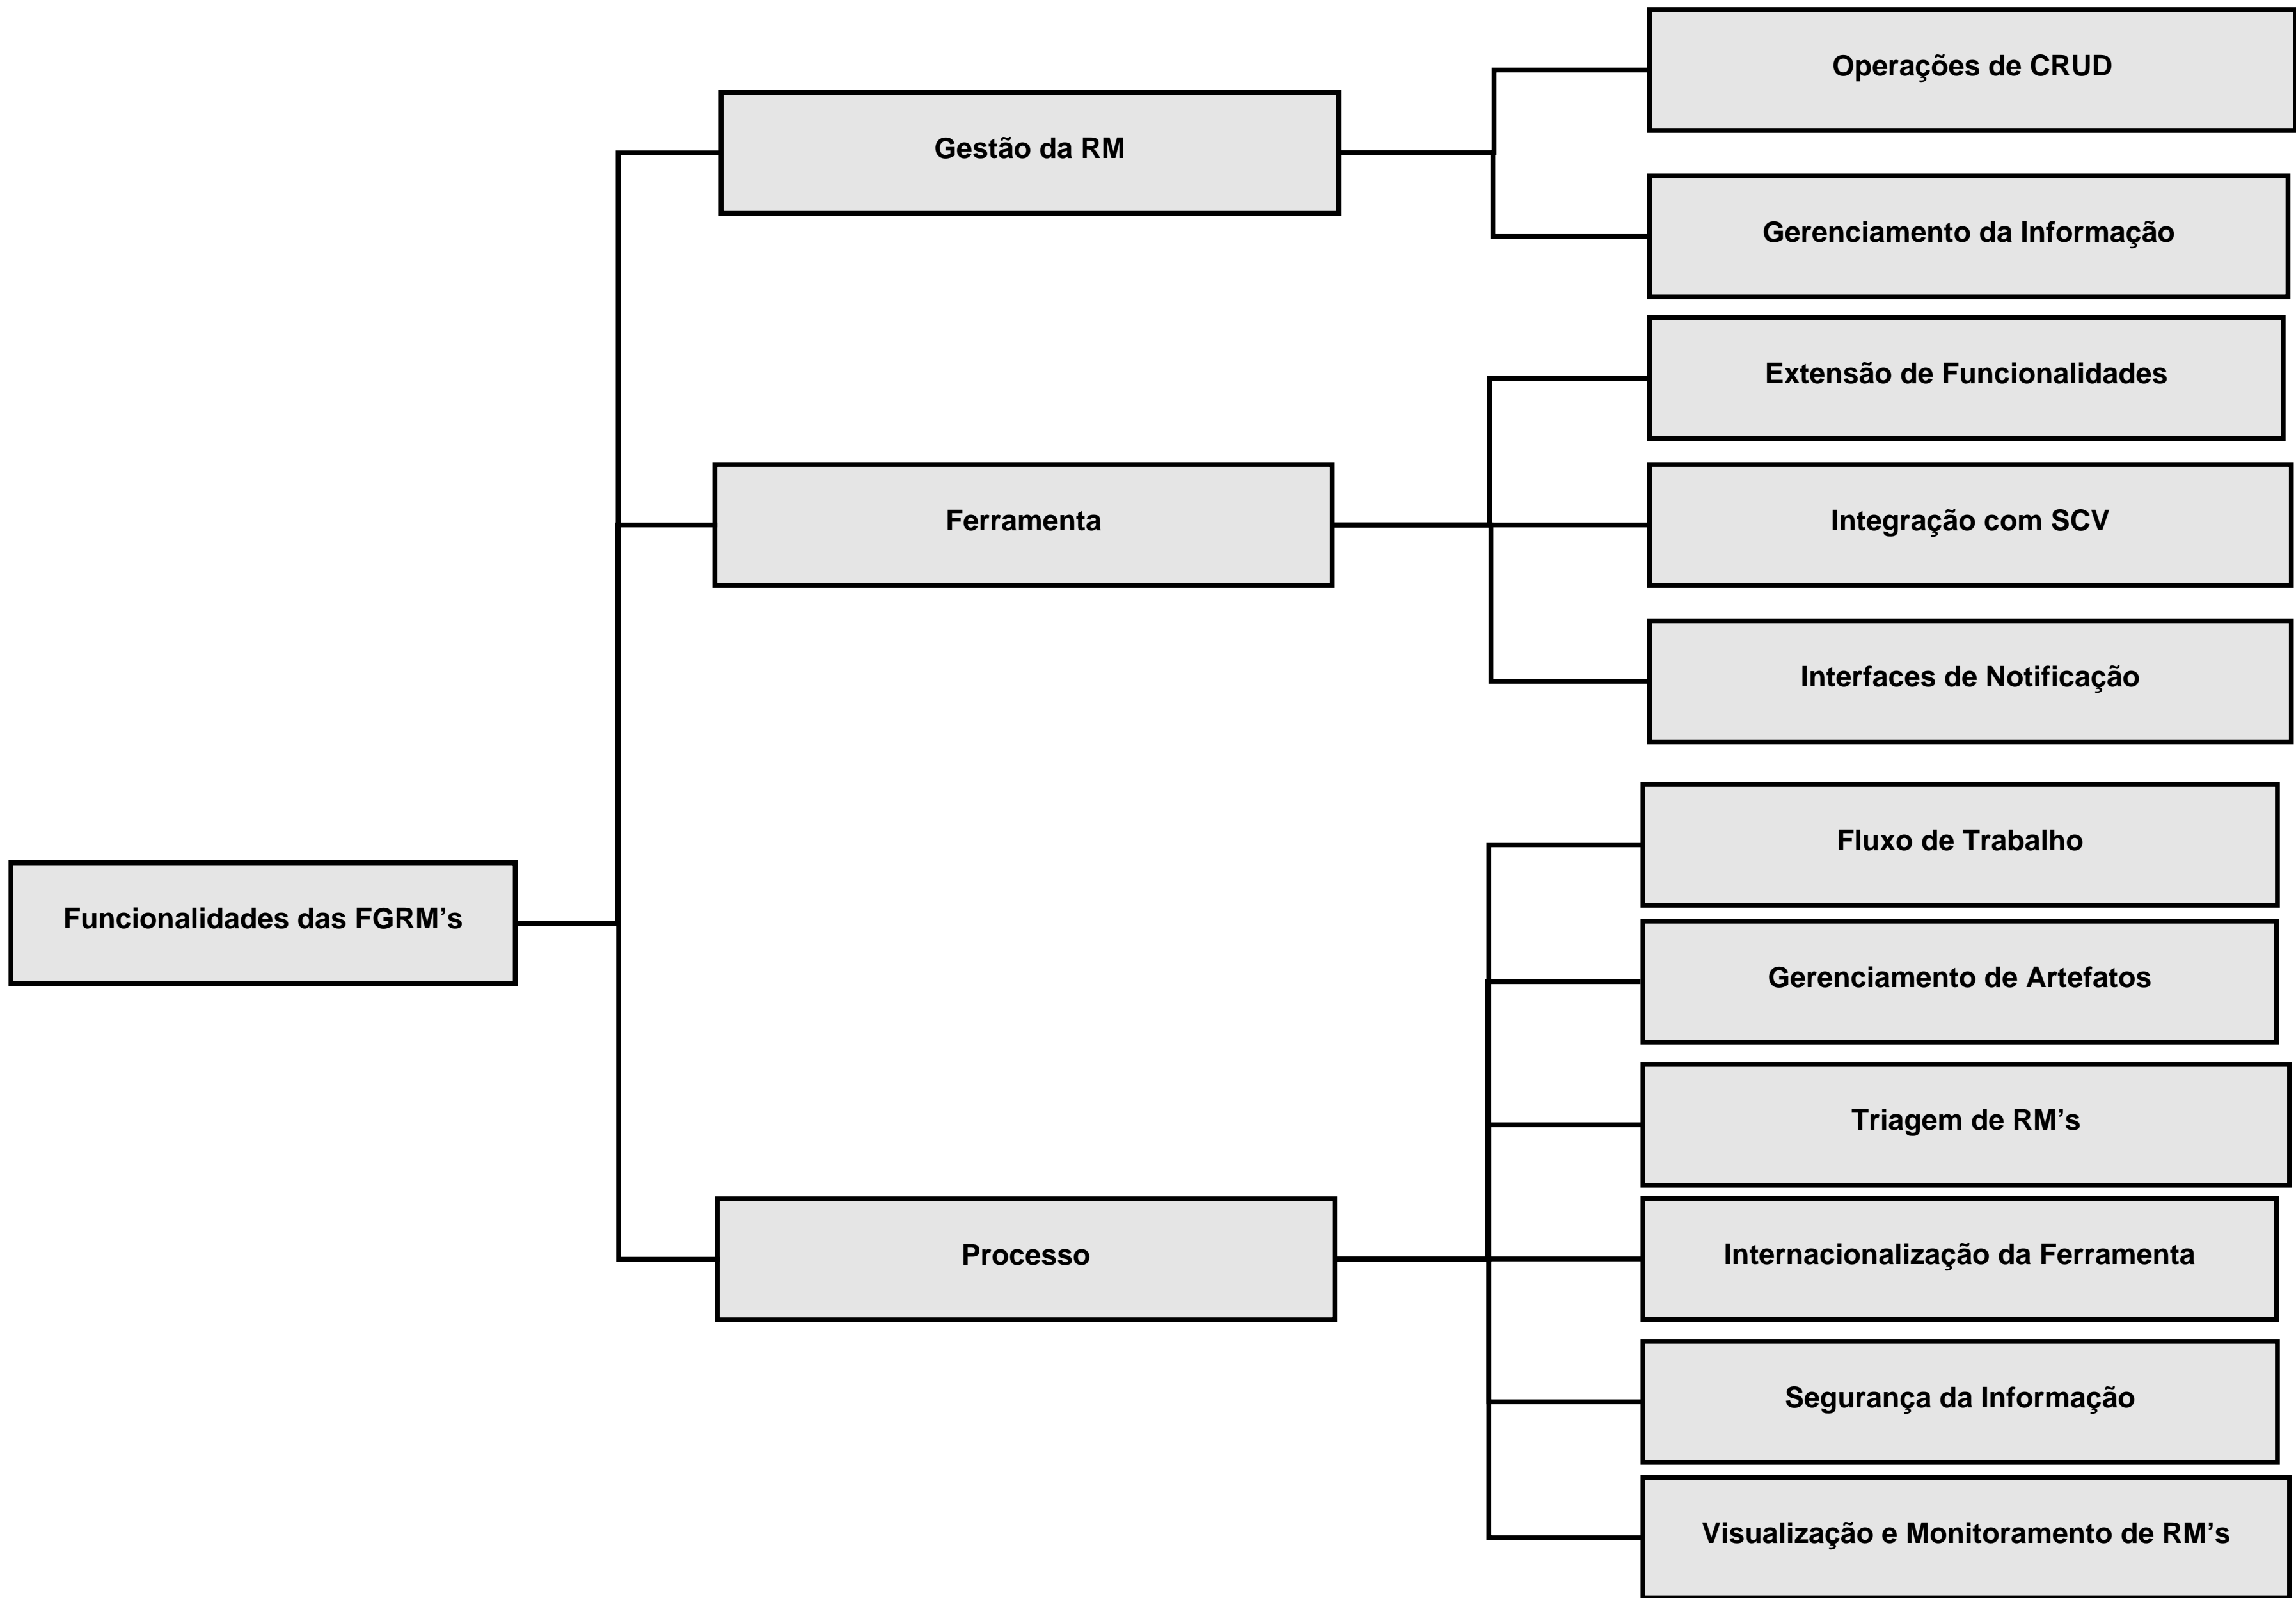 Funcionalidades das FGRM’s
Gestão da RM
Operações de CRUD
Gerenciamento da Informação
Ferramenta
Extensão de Funcionalidades
Integração com SCV
Interfaces de Notificação
Processo
Fluxo de Trabalho
Gerenciamento de Artefatos
Triagem de RM’s
Internacionalização da Ferramenta
Segurança da Informação
Visualização e Monitoramento de RM’s